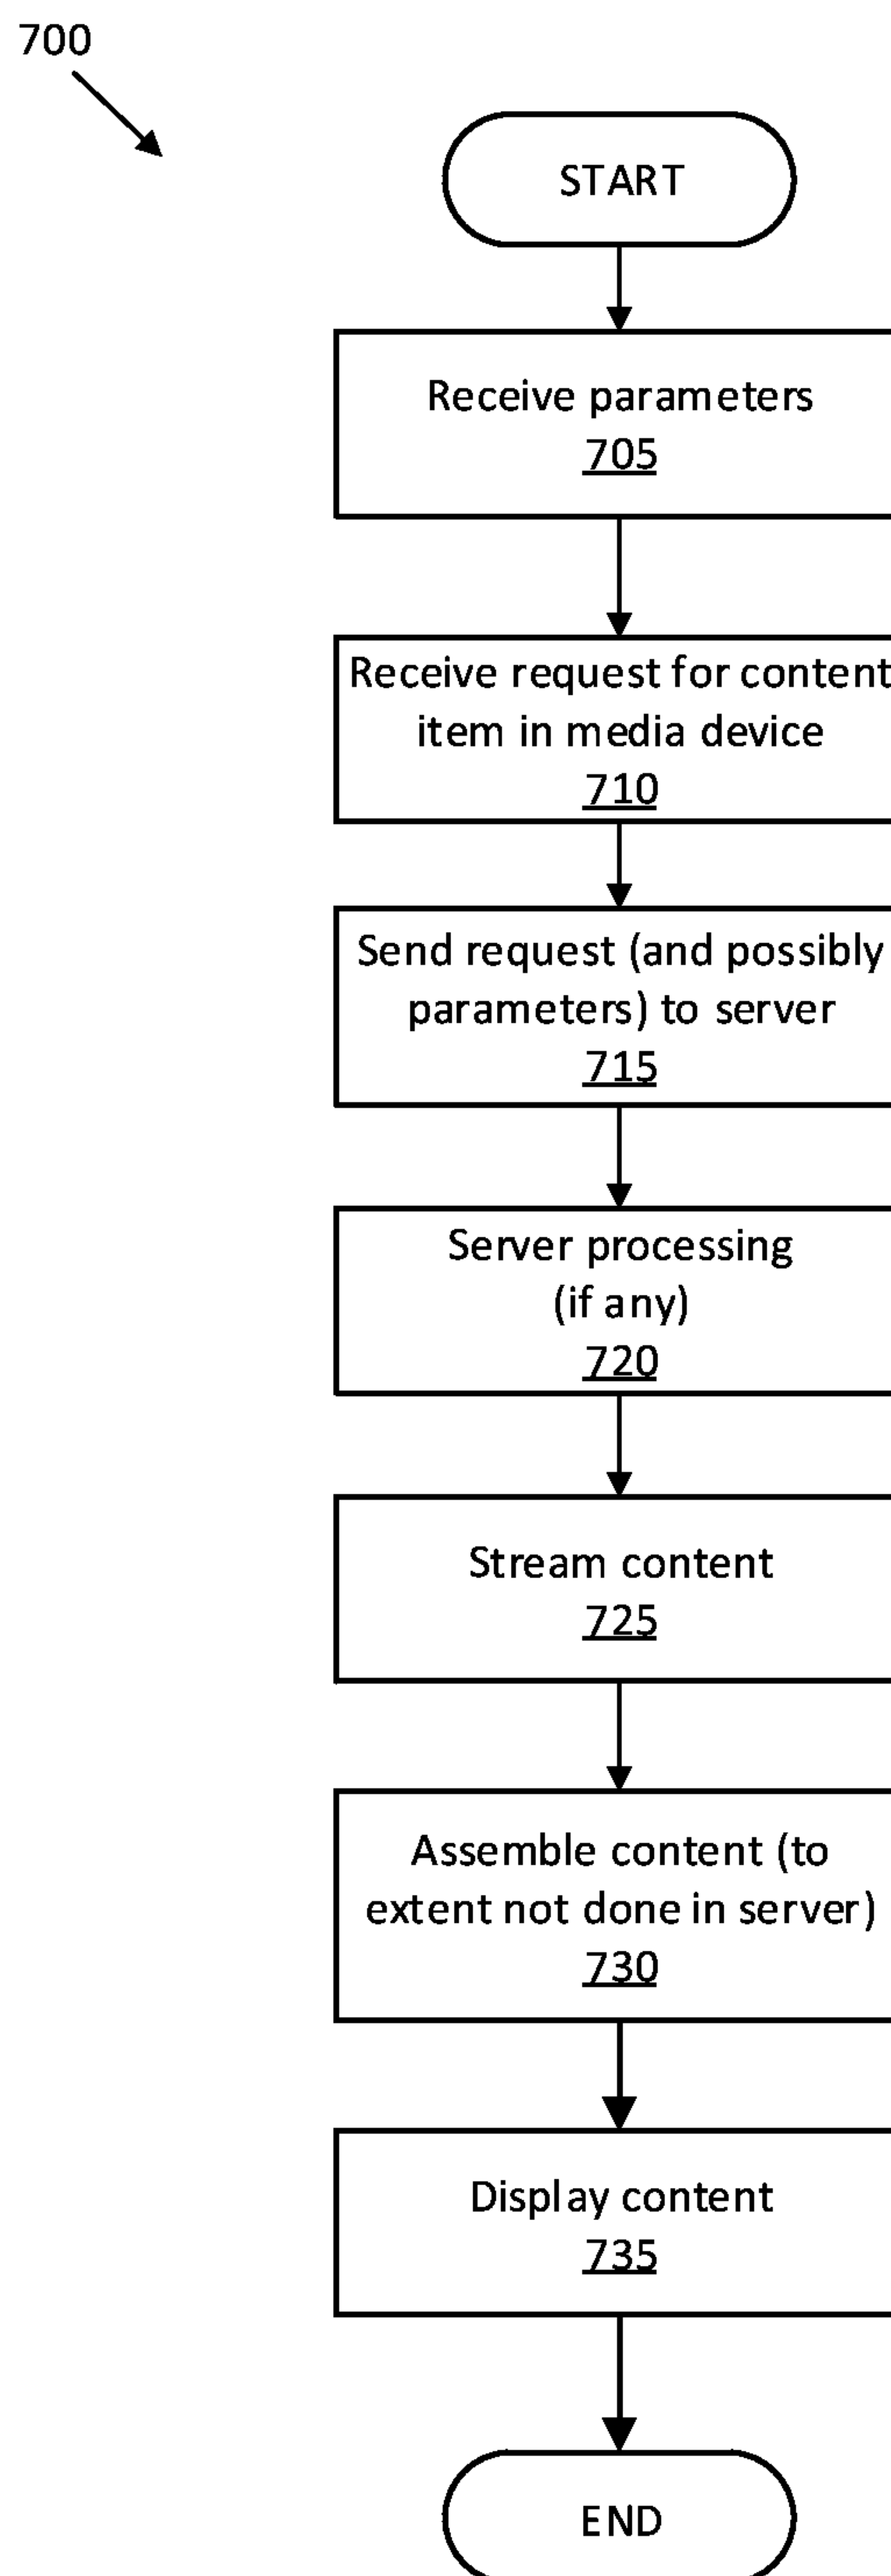 700
START
Receive parameters
705
Receive request for content
item in media device
710
Send request (and possibly
parameters) to server
715
Server processing
(if any)
720
Stream content
725
Assemble content (to
extent not done in server)
730
Display content
735
END